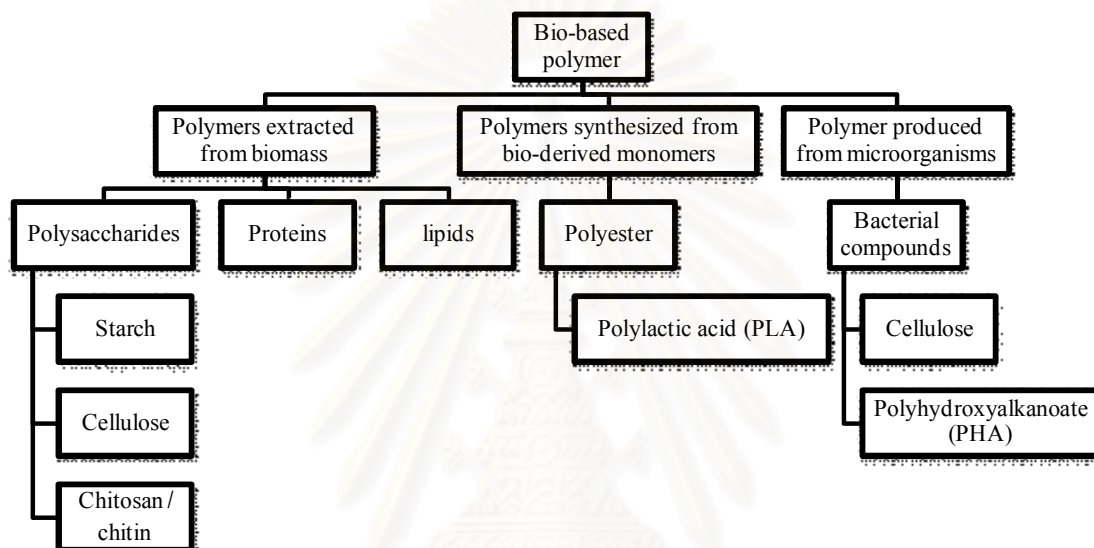 Bio-based
polymer
Polymers extracted
from biomass
Polymers synthesized from
bio-derived monomers
Polymer produced
from microorganisms
Polysaccharides
Proteins
lipids
Polyester
Bacterial
compounds
Starch
Polylactic acid (PLA)
Cellulose
Cellulose
Polyhydroxyalkanoate
(PHA)
Chitosan /
chitin